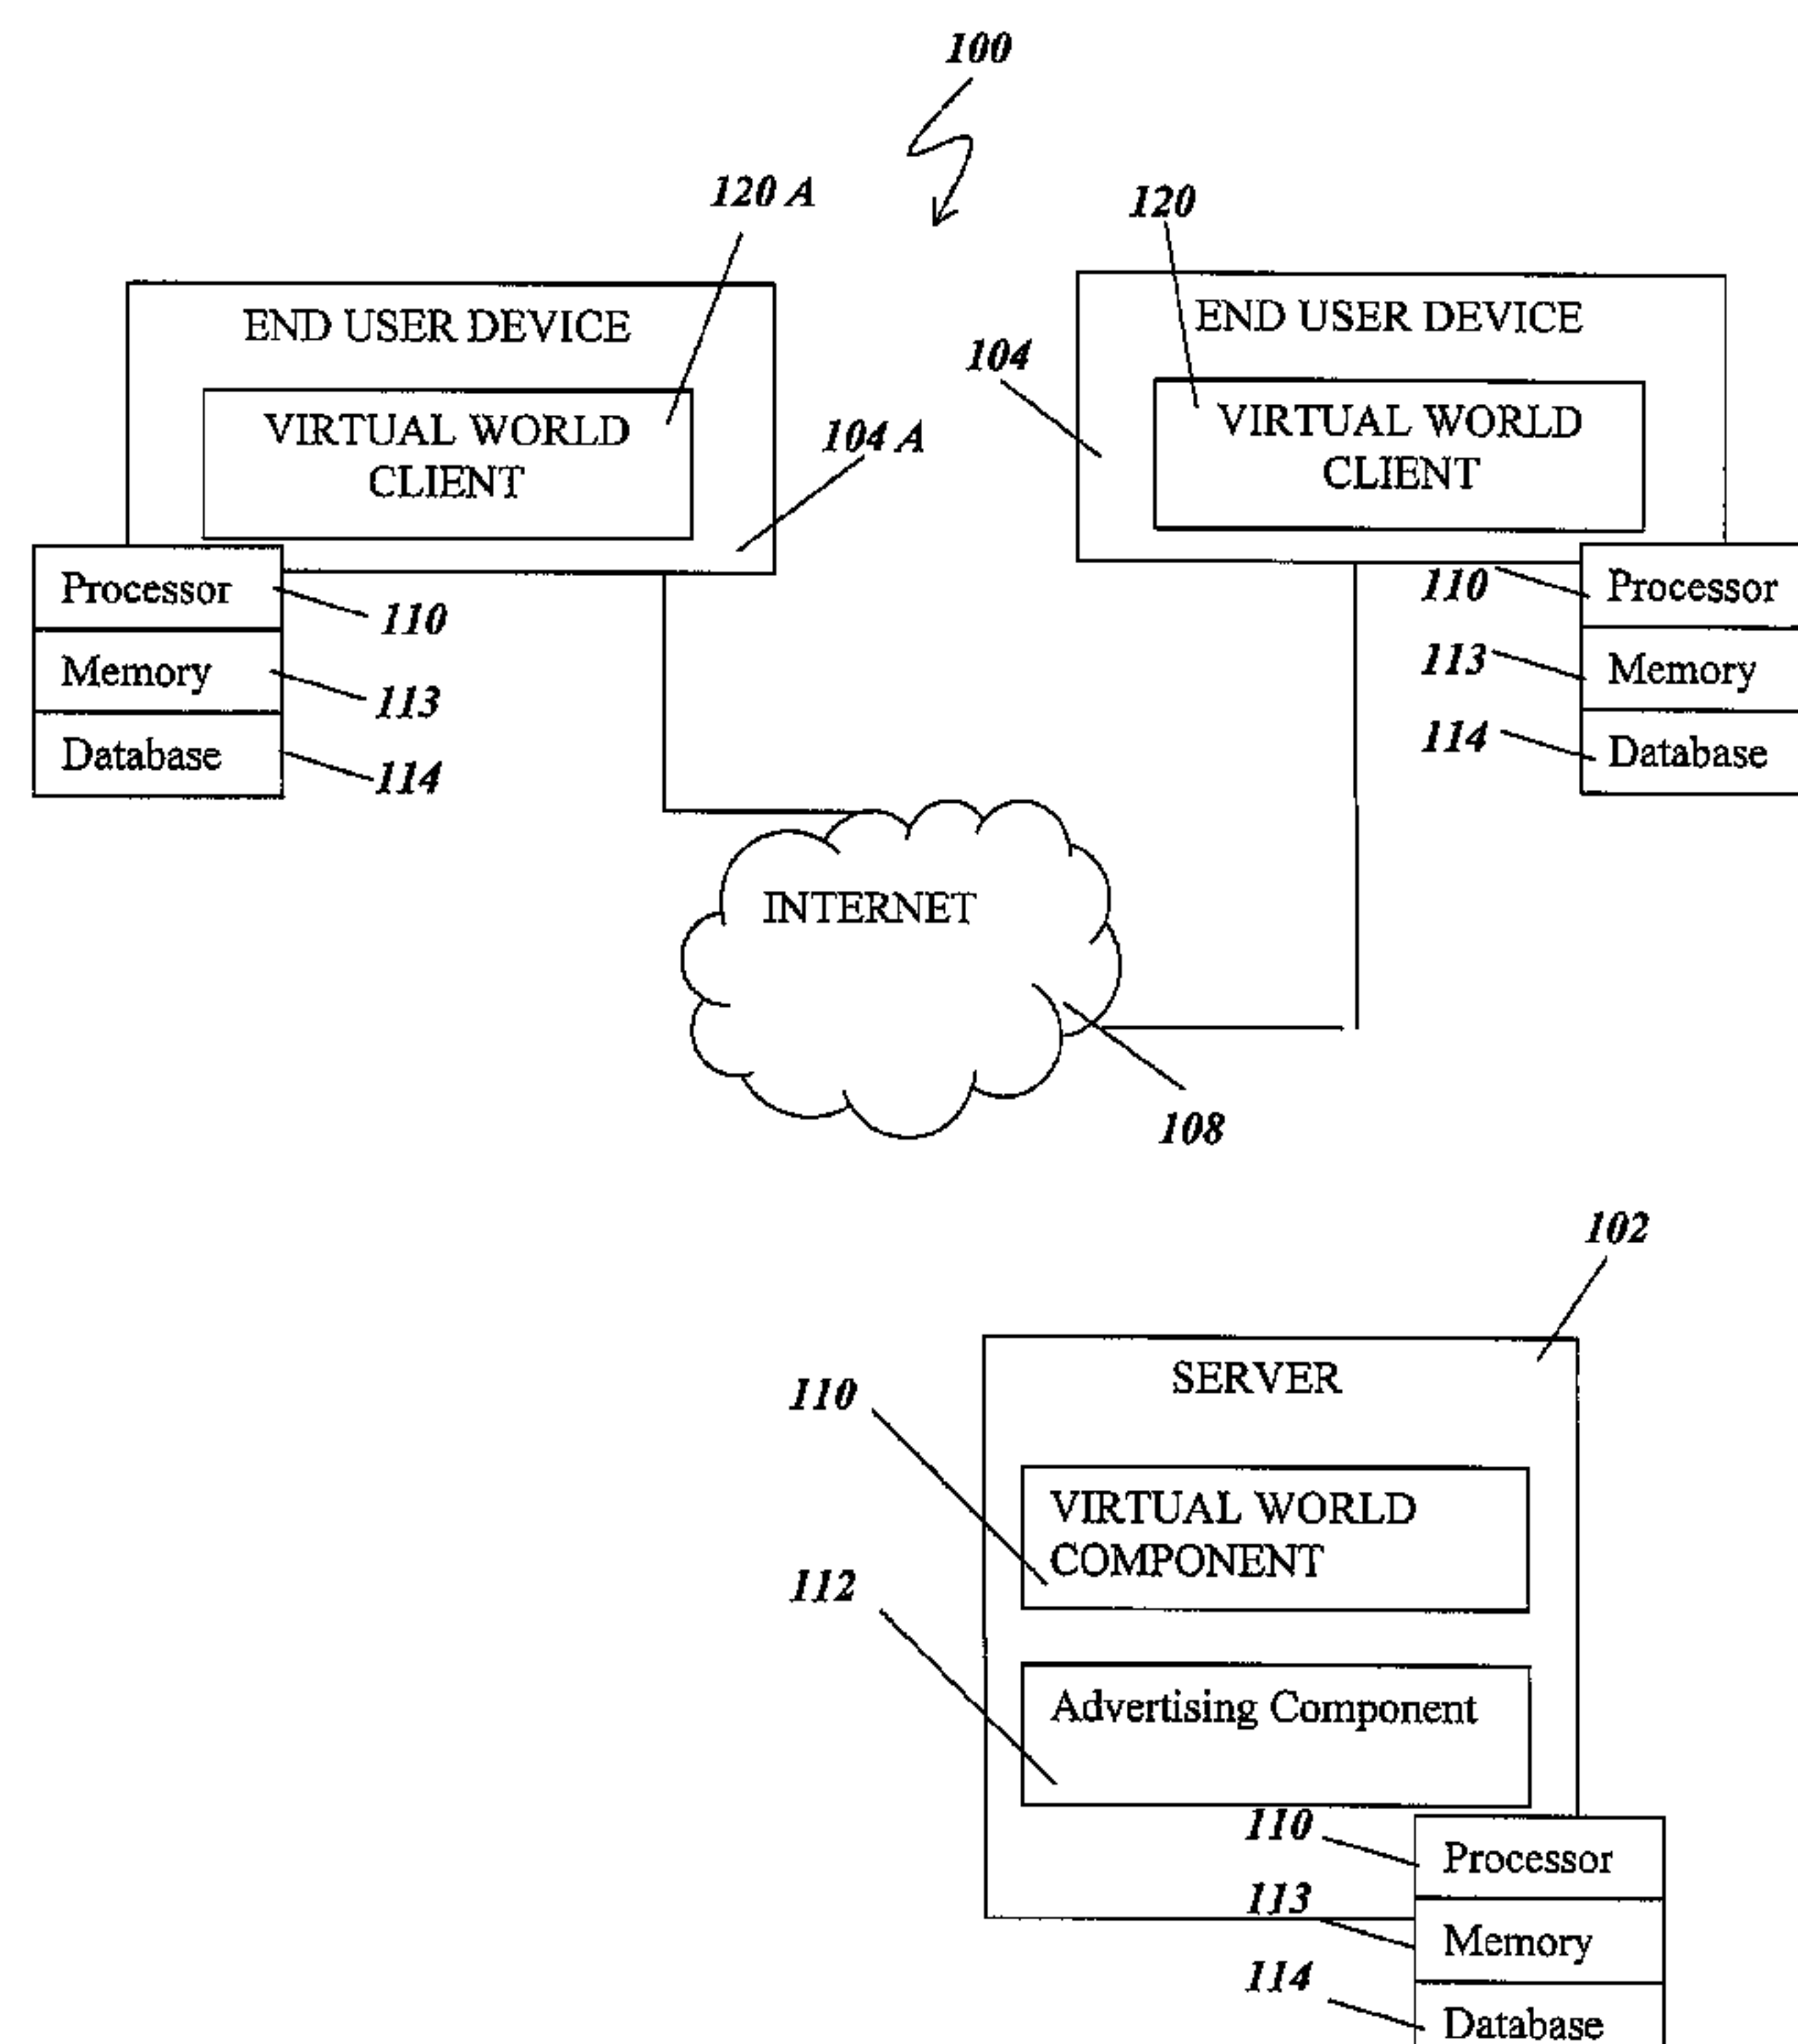 100
120 A
120
END USER DEVICE
VIRTUAL WORLD
CLIENT
104 A
Processor
110
Memory
113
Database
114
END USER DEVICE
104
VIRTUAL WORLD
CLIENT
110
Processor
113
Memory
114
Database
INTERNET
108
102
SERVER
110
VIRTUAL WORLD
COMPONENT
112
Advertising Component
110
Processor
113
Memory
114
Database